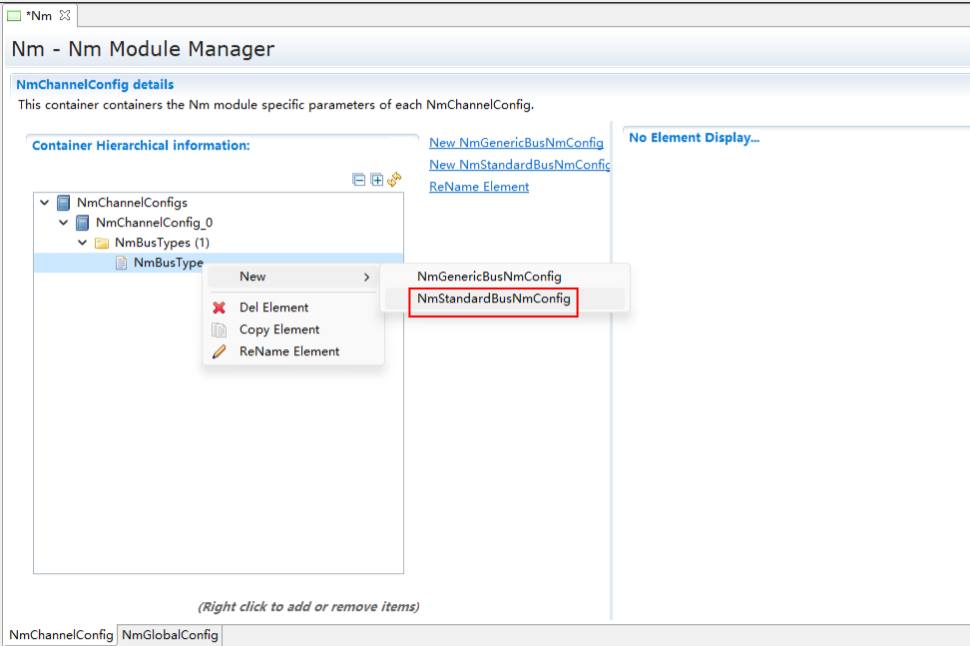 *Nm
Nm - Nm Module Manager
NmChannelConfig details
This container containers the Nm module specific parameters of each NmChannelConfig.
Container Hierarchical information:
New NmGenericBusNmConfig
New NmStandardBusNmConfig
ReName Element
No Element Display...
NmChannelConfigs
NmChannelConfig_0
NmBusTypes (1)
NmBusType
New
Del Element
Copy Element
ReName Element
NmGenericBusNmConfig
NmStandardBusNmConfig
(Right click to add or remove items)
NmChannelConfig
NmGlobalConfig